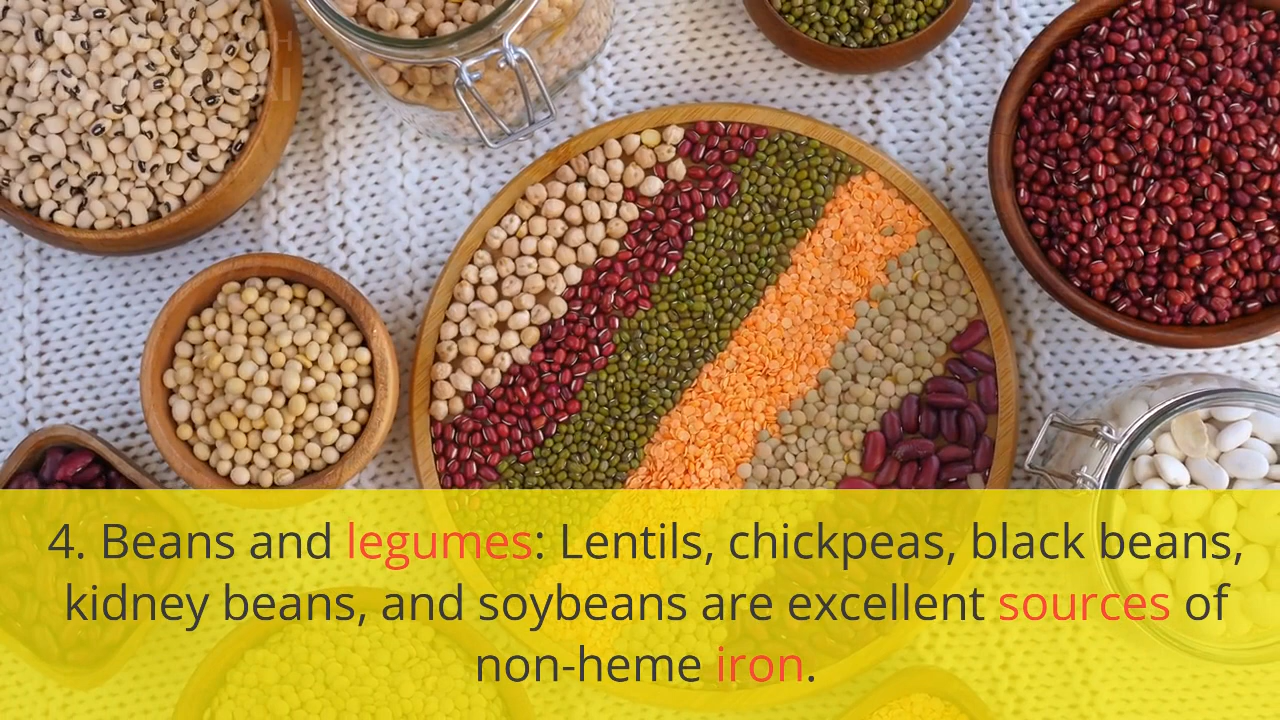 4. Beans and legumes: Lentils, chickpeas, black beans,
kidney beans, and soybeans are excellent sources of
non-heme iron.